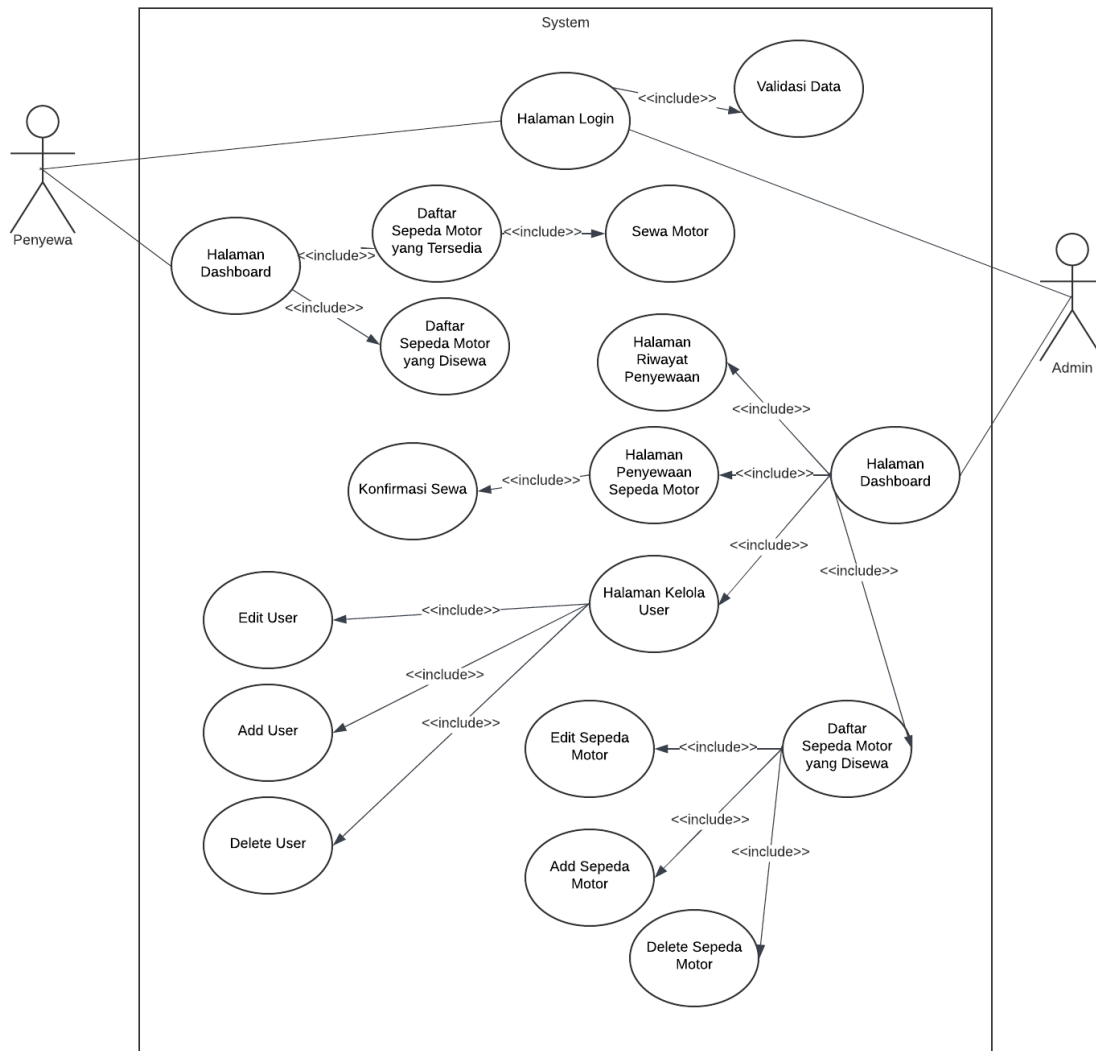 System
Validasi Data
<<include>>
Halaman Login
Penyewa
Daftar
Sepeda Motor
yang Tersedia
<<include>>
Sewa Motor
Halaman
Dashboard
<<include>>
<<include>>
Daftar
Sepeda Motor
yang Disewa
Admin
Halaman
Riwayat
Penyewaan
<<include>>
Halaman
Dashboard
<<include>>
Halaman
Penyewaan
Sepeda Motor
<<include>>
Konfirmasi Sewa
<<include>>
<<include>>
Halaman Kelola
User
<<include>>
Edit User
<<include>>
Add User
<<include>>
Delete User
Daftar
Sepeda Motor
yang Disewa
<<include>>
Edit Sepeda
Motor
<<include>>
Add Sepeda
Motor
<<include>>
Delete Sepeda
Motor